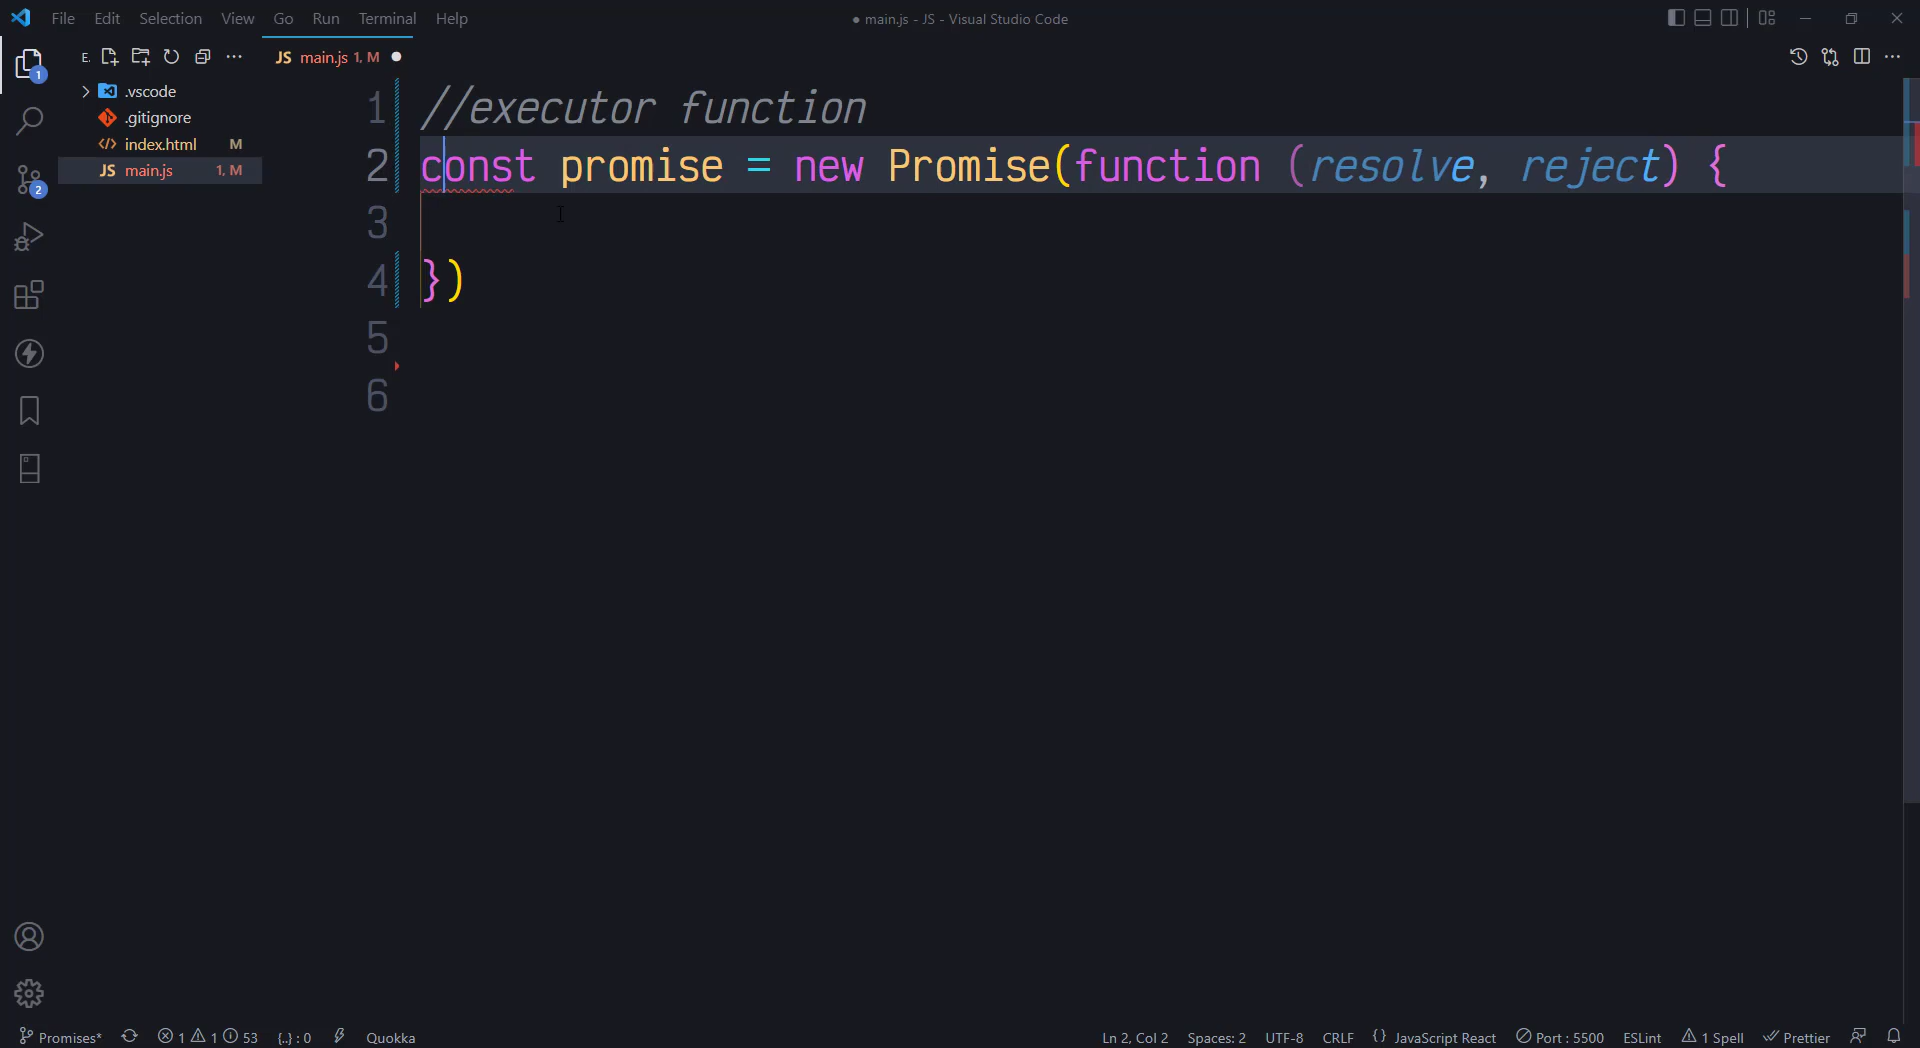 File Edit Selection View Go Run Terminal Help
● main.js - JS - Visual Studio Code
E.
JS main.js 1, M ●
1
.vscode
.gitignore
index.html M
JS main.js 1, M
2
1 //executor function
2 const promise = new Promise(function (resolve, reject) {
3
4 })
5
6
Promises* 1 1 53 {..} : 0 Quokka
Ln 2, Col 2 Spaces: 2 UTF-8 CRLF {} JavaScript React Port : 5500 ESLint 1 Spell Prettier